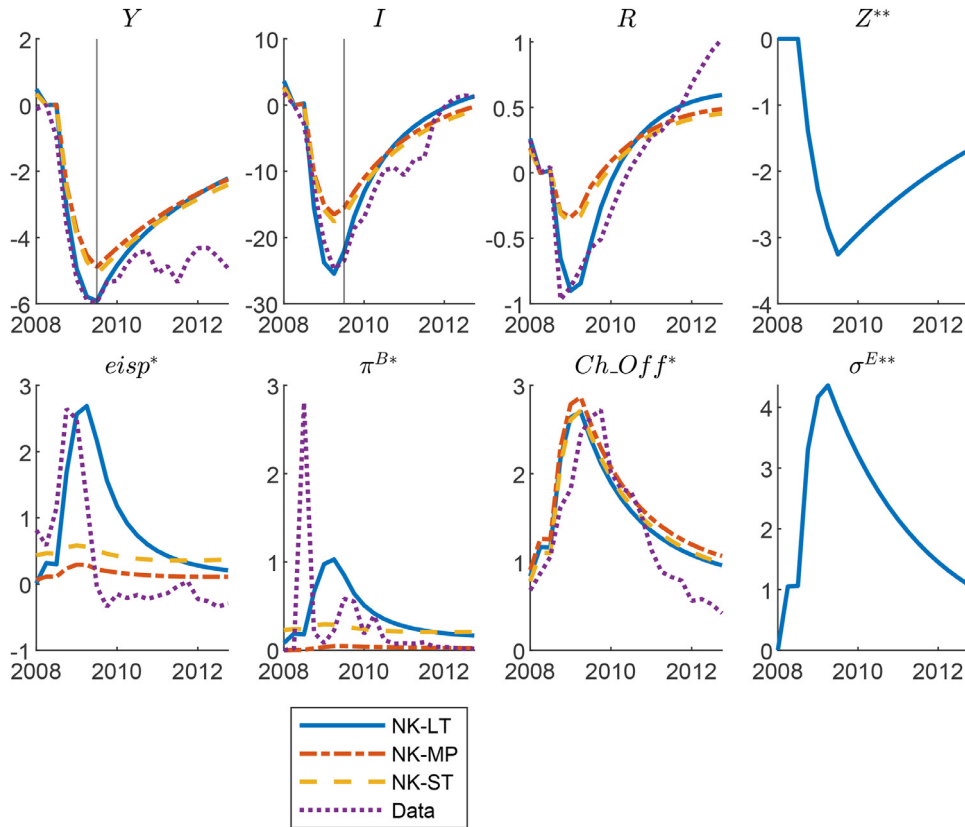 Y I R Z**
2 10 1 0
0 0 0.5 -1
-2 -10 0 -2
-4 -20 -0.5 -3
-6 -30 -1 -4
2008 2010 2012 2008 2010 2012 2008 2010 2012 2008 2010 2012
eisp* π^{B*} Ch_Off* σ^{E**}
3 3 3
2 2 2 4
1 1 1 3
0 2
-1 0 0 1
0
2008 2010 2012 2008 2010 2012 2008 2010 2012 2008 2010 2012
NK-LT
NK-MP
NK-ST
Data